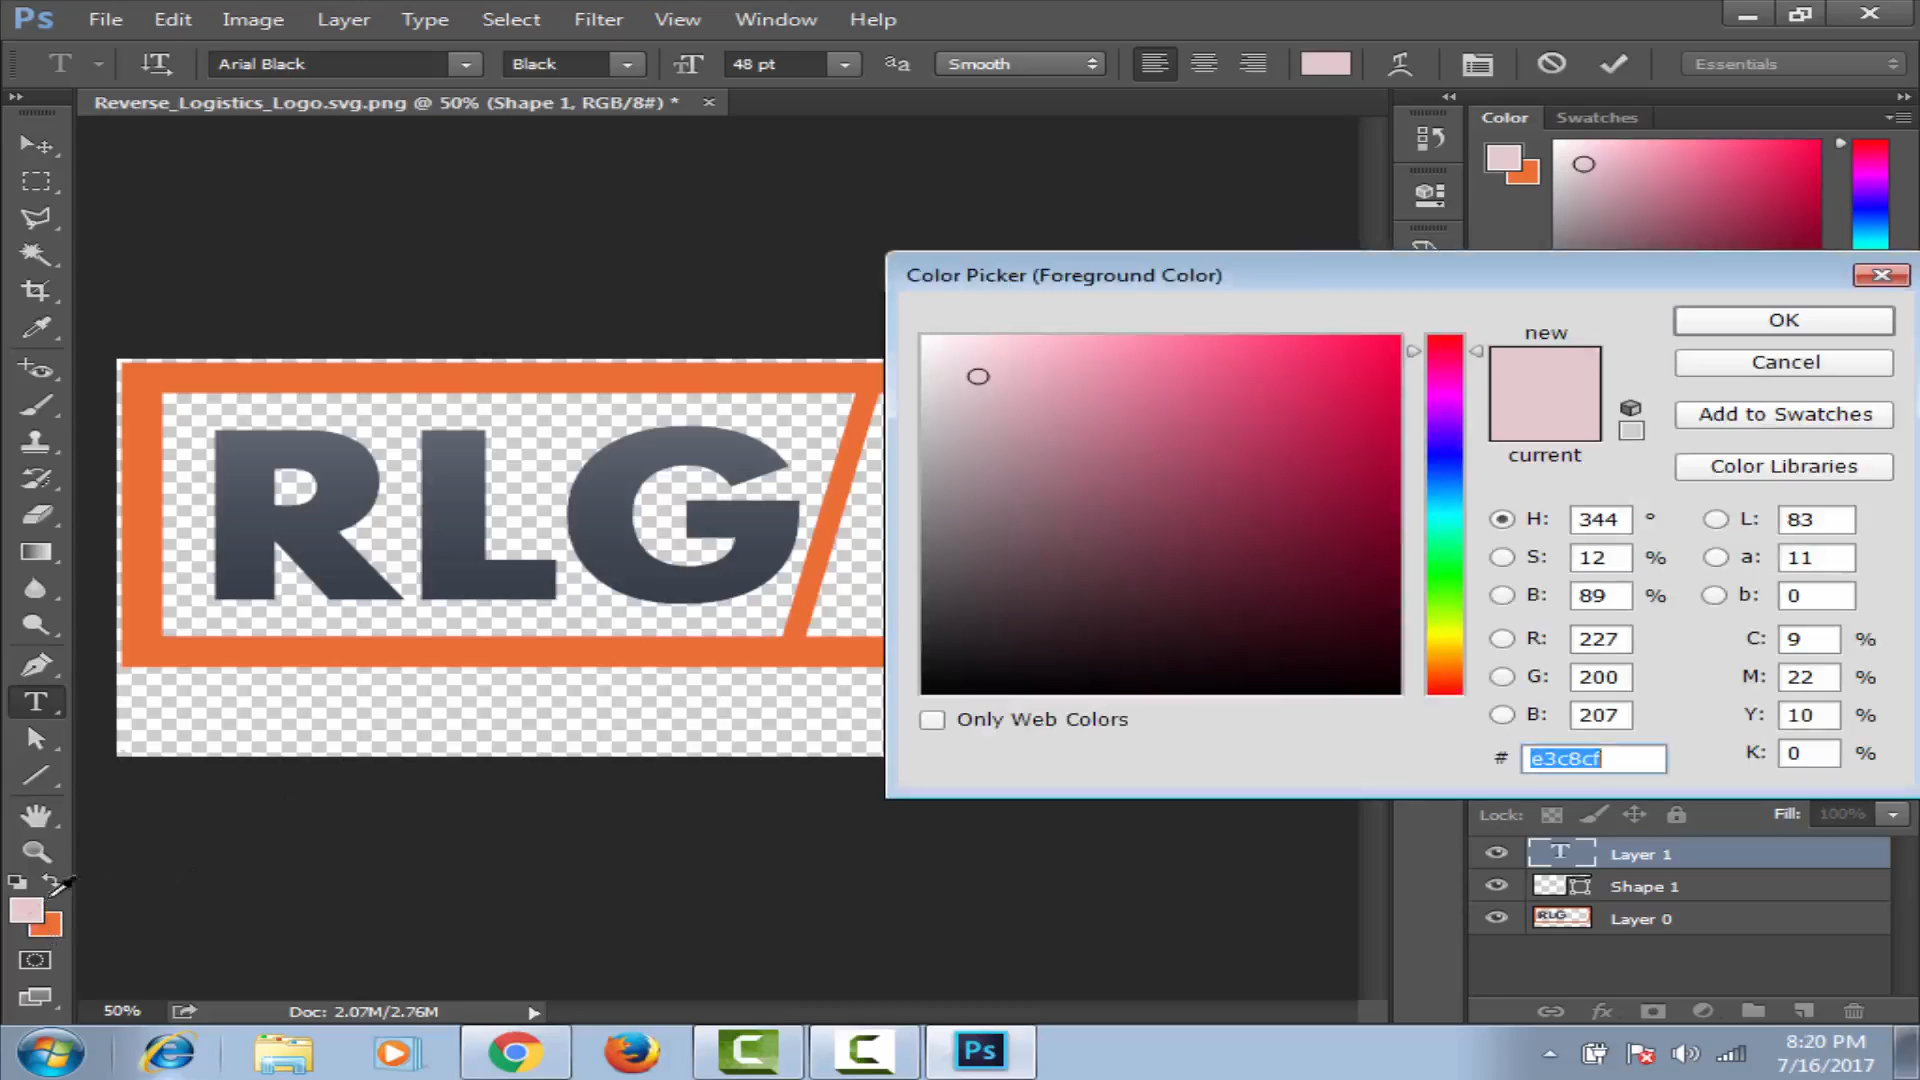 Ps File Edit Image Layer Type Select Filter View Window Help
T Arial Black Black 48 pt aa Smooth Essentials
Reverse_Logistics_Logo.svg.png @ 50% (Shape 1, RGB/8#) *
Color Swatches
Color Picker (Foreground Color)
new
OK
Cancel
Add to Swatches
current
Color Libraries
H: 344 ° L: 83
S: 12 % a: 11
B: 89 % b: 0
R: 227 C: 9 %
G: 200 M: 22 %
B: 207 Y: 10 %
# e3c8cf K: 0 %
Only Web Colors
RLG
T
Lock: Fill: 100%
T Layer 1
Shape 1
RLG Layer 0
fx
50% Doc: 2.07M/2.76M
Ps
8:20 PM
7/16/2017